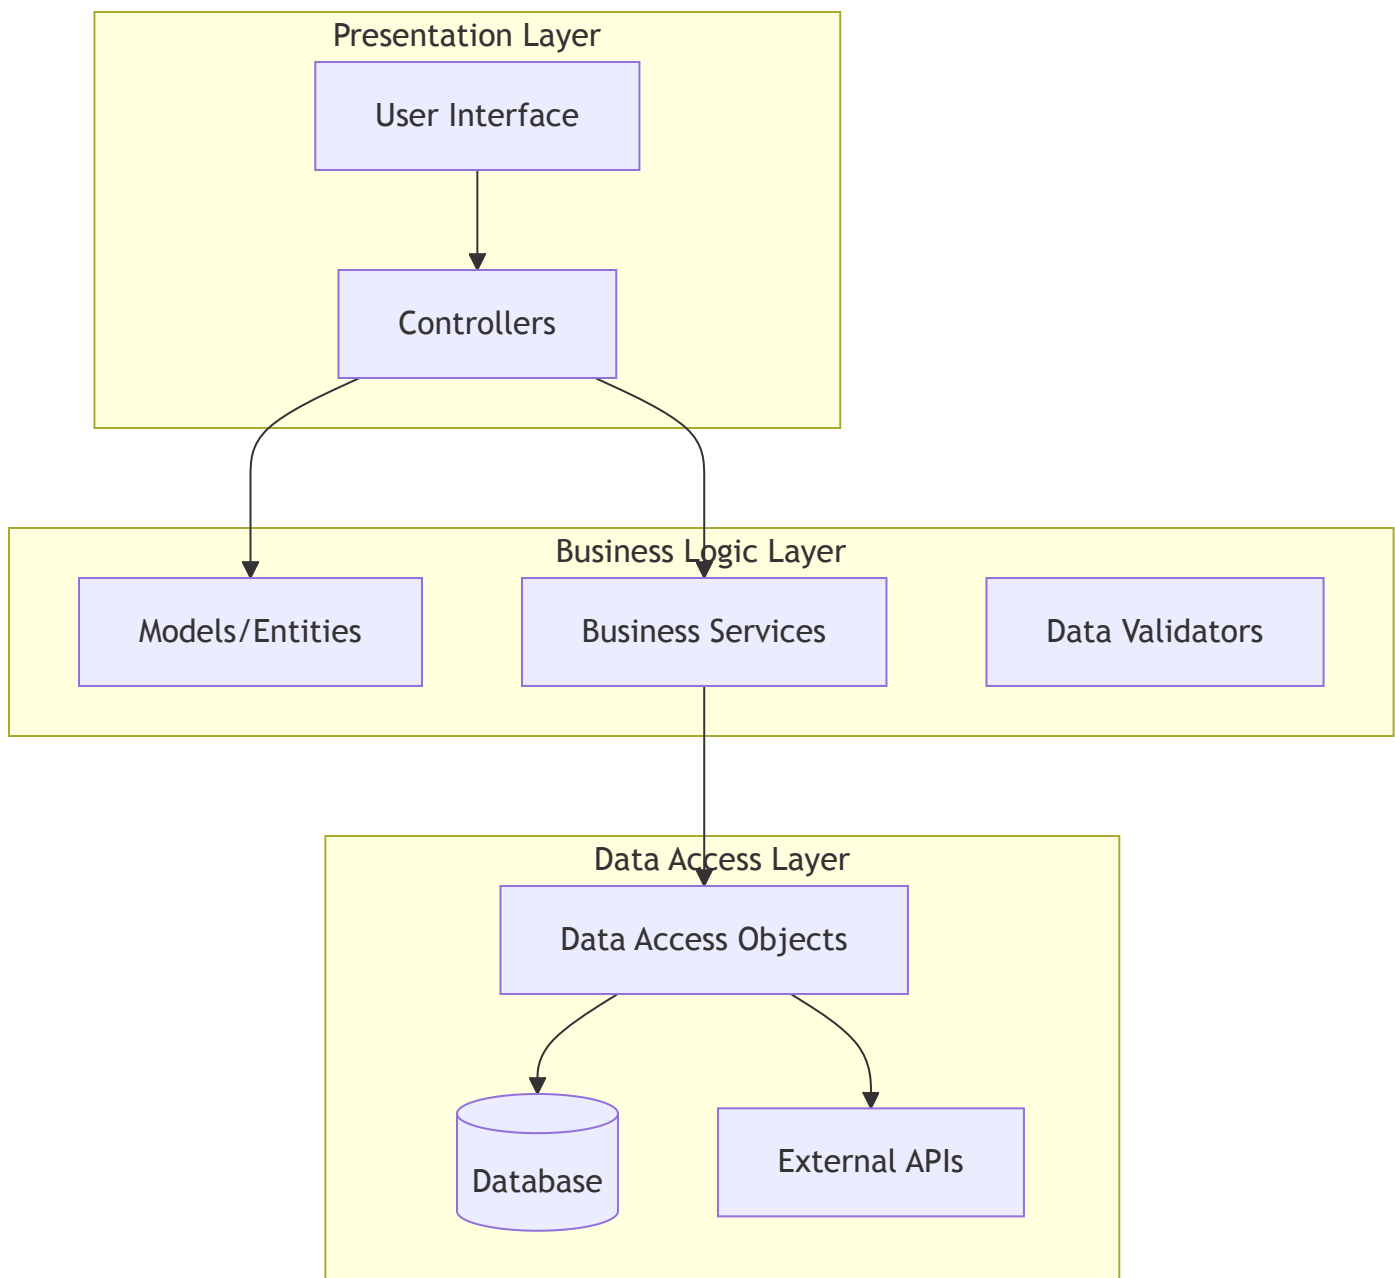 Presentation Layer
User Interface
Controllers
Business Logic Layer
Models/Entities
Business Services
Data Validators
Data Access Layer
Data Access Objects
Database
External APIs